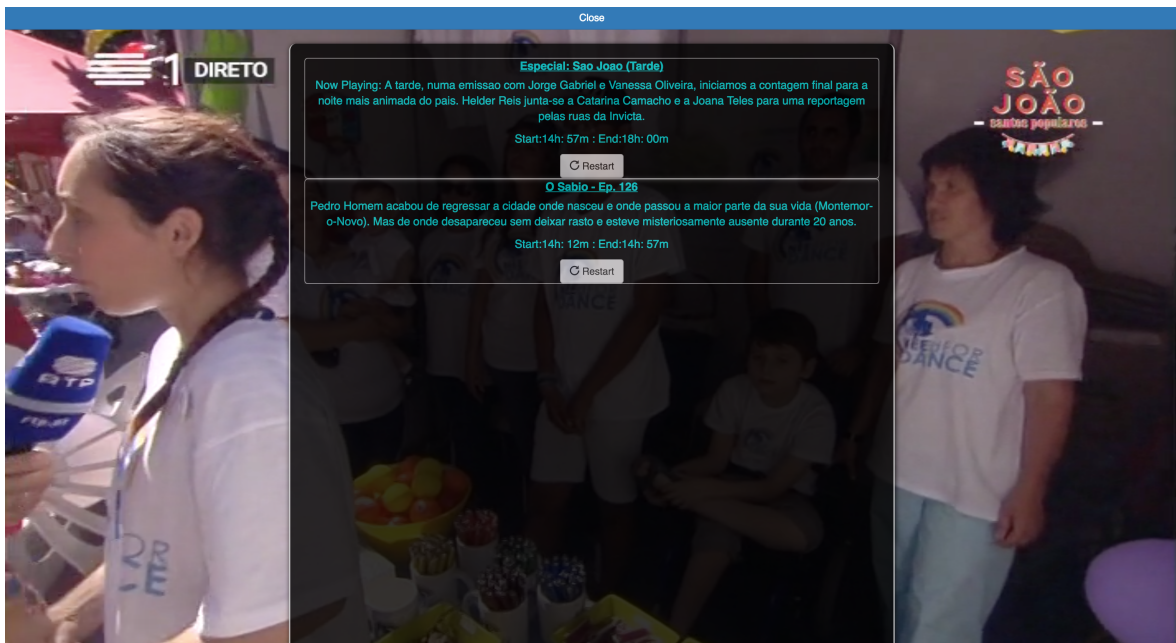 Close
1 DIRETO
SÃO
JOÃO
santos populares
Especial: Sao Joao (Tarde)
Now Playing: A tarde, numa emissao com Jorge Gabriel e Vanessa Oliveira, iniciamos a contagem final para a
noite mais animada do pais. Helder Reis junta-se a Catarina Camacho e a Joana Teles para uma reportagem
pelas ruas da Invicta.
Start:14h: 57m : End:18h: 00m
Restart
O Sabio - Ep. 126
Pedro Homem acabou de regressar a cidade onde nasceu e onde passou a maior parte da sua vida (Montemor-
o-Novo). Mas de onde desapareceu sem deixar rasto e esteve misteriosamente ausente durante 20 anos.
Start:14h: 12m : End:14h: 57m
Restart
RTP
DANCE
DANCE